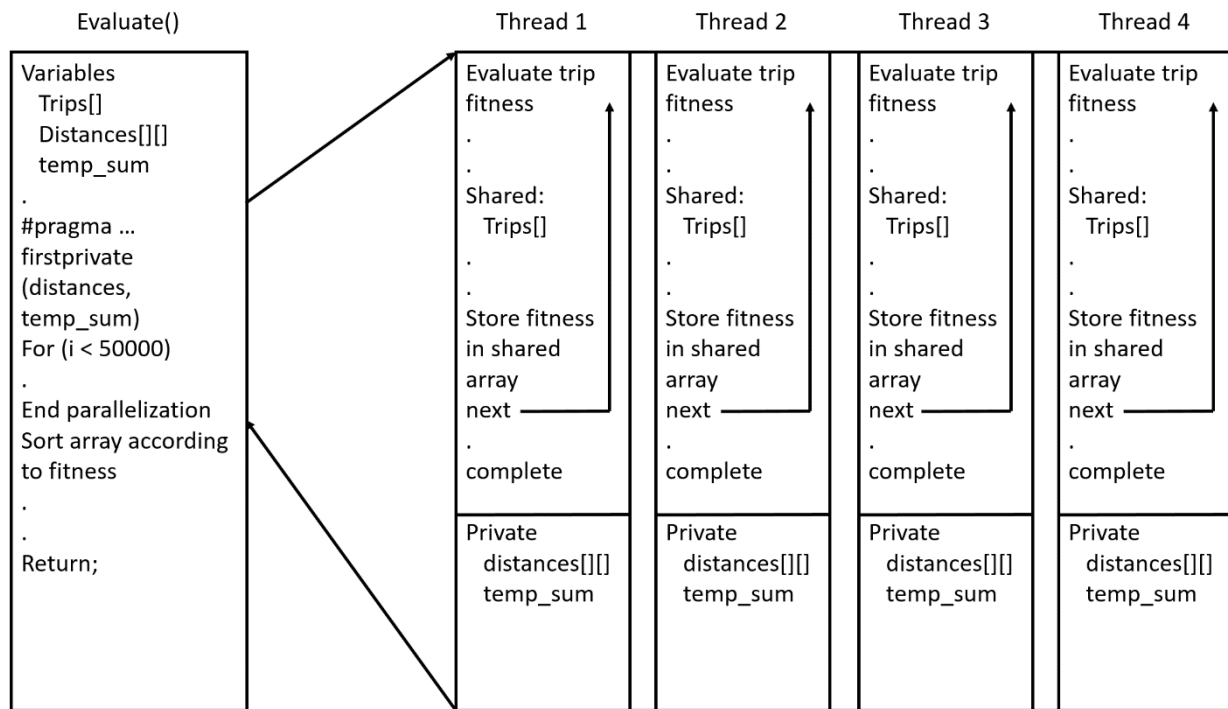 Evaluate()
Variables
Trips[]
Distances[][]
temp_sum
.
#pragma ...
firstprivate
(distances,
temp_sum)
For (i < 50000)
.
End parallelization
Sort array according
to fitness
.
.
Return;
Thread 1
Evaluate trip
fitness
.
.
Shared:
Trips[]
.
.
Store fitness
in shared
array
next
.
complete
Private
distances[][]
temp_sum
Thread 2
Evaluate trip
fitness
.
.
Shared:
Trips[]
.
.
Store fitness
in shared
array
next
.
complete
Private
distances[][]
temp_sum
Thread 3
Evaluate trip
fitness
.
.
Shared:
Trips[]
.
.
Store fitness
in shared
array
next
.
complete
Private
distances[][]
temp_sum
Thread 4
Evaluate trip
fitness
.
.
Shared:
Trips[]
.
.
Store fitness
in shared
array
next
.
complete
Private
distances[][]
temp_sum